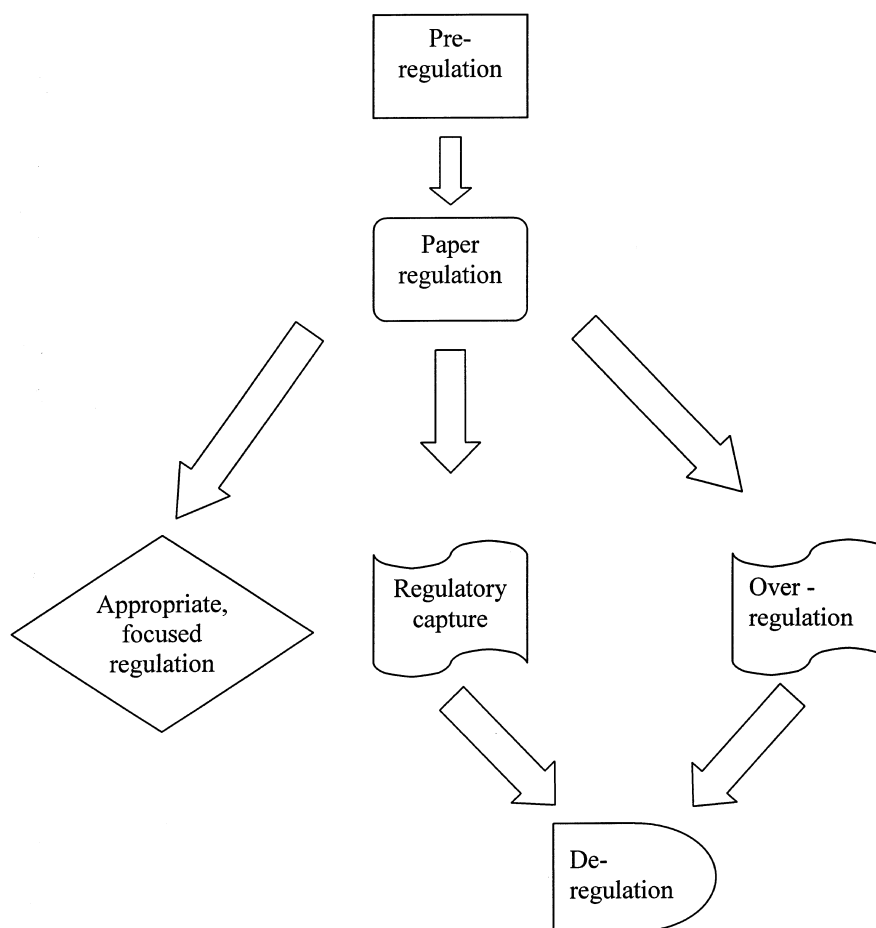 Pre-
regulation
Paper
regulation
Appropriate,
focused
regulation
Regulatory
capture
Over -
regulation
De-
regulation